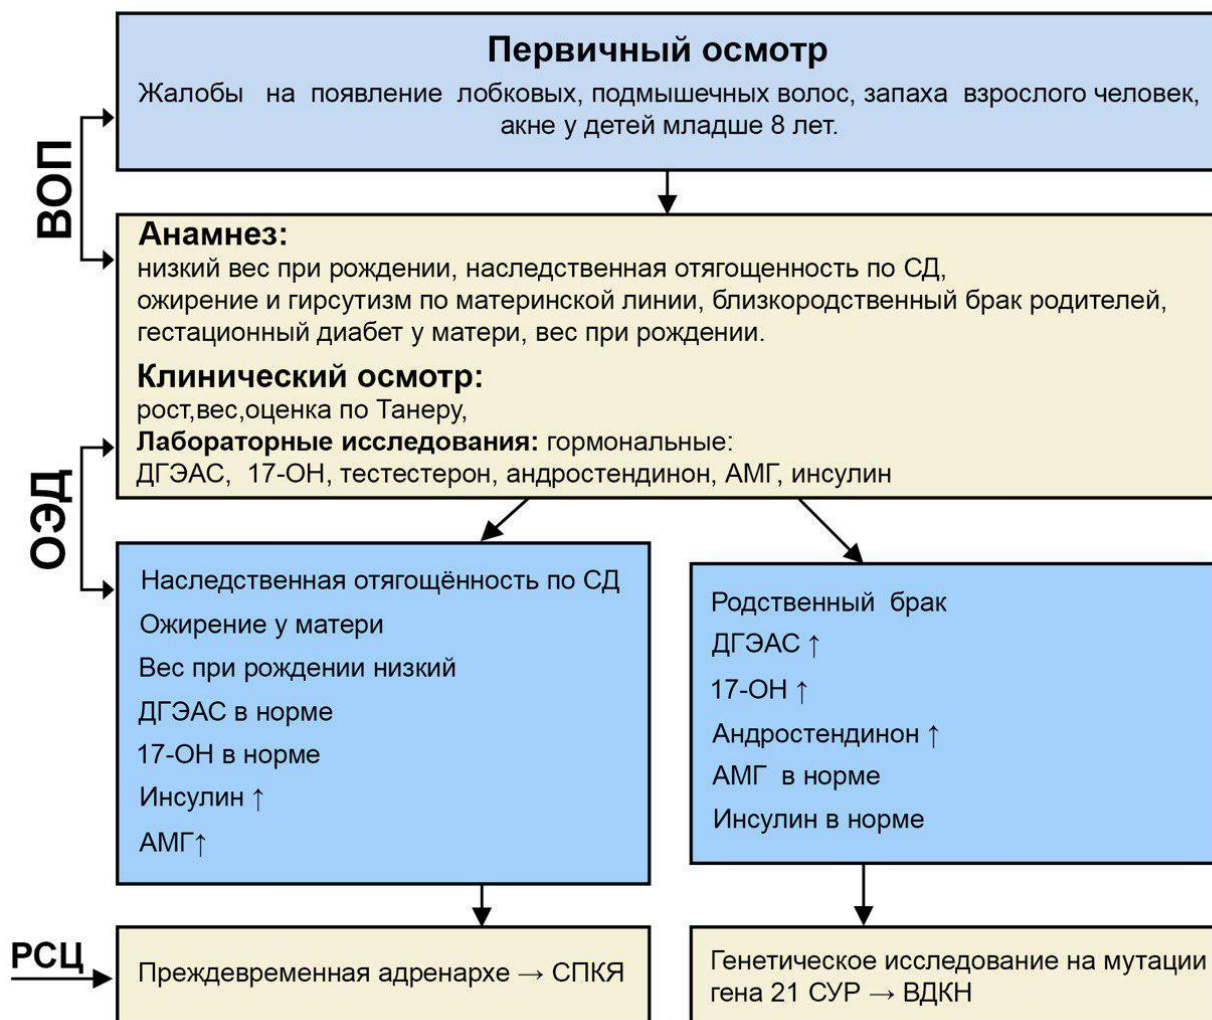 Первичный осмотр
Жалобы на появление лобковых, подмышечных волос, запаха взрослого человек,
акне у детей младше 8 лет.
ВОП
Анамнез:
низкий вес при рождении, наследственная отягощенность по СД,
ожирение и гирсутизм по материнской линии, близкородственный брак родителей,
гестационный диабет у матери, вес при рождении.
Клинический осмотр:
рост,вес,оценка по Танеру,
Лабораторные исследования: гормональные:
ДГЭАС, 17-ОН, тестестерон, андростендинон, АМГ, инсулин
ОЭД
Наследственная отягощённость по СД
Ожирение у матери
Вес при рождении низкий
ДГЭАС в норме
17-ОН в норме
Инсулин ↑
АМГ↑
Родственный брак
ДГЭАС ↑
17-ОН ↑
Андростендинон ↑
АМГ в норме
Инсулин в норме
РСЦ
Преждевременная адренархе → СПКЯ
Генетическое исследование на мутации
гена 21 СУР → ВДКН